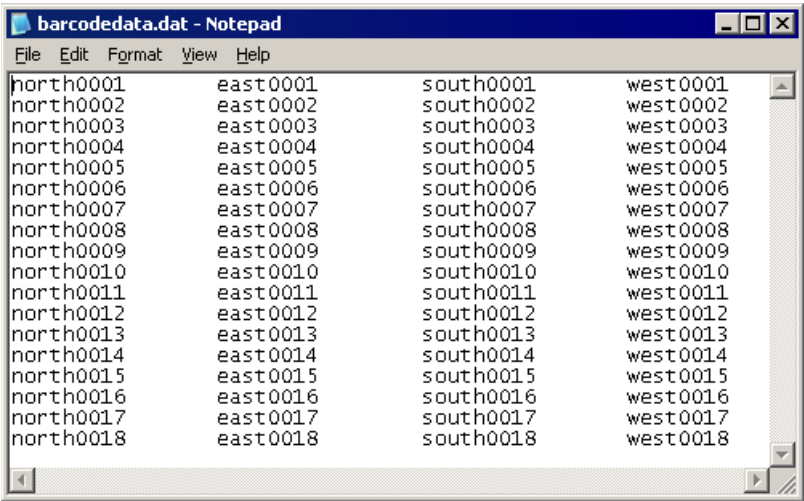 barcodedata.dat - Notepad
File Edit Format View Help
north0001 east0001 south0001 west0001
north0002 east0002 south0002 west0002
north0003 east0003 south0003 west0003
north0004 east0004 south0004 west0004
north0005 east0005 south0005 west0005
north0006 east0006 south0006 west0006
north0007 east0007 south0007 west0007
north0008 east0008 south0008 west0008
north0009 east0009 south0009 west0009
north0010 east0010 south0010 west0010
north0011 east0011 south0011 west0011
north0012 east0012 south0012 west0012
north0013 east0013 south0013 west0013
north0014 east0014 south0014 west0014
north0015 east0015 south0015 west0015
north0016 east0016 south0016 west0016
north0017 east0017 south0017 west0017
north0018 east0018 south0018 west0018